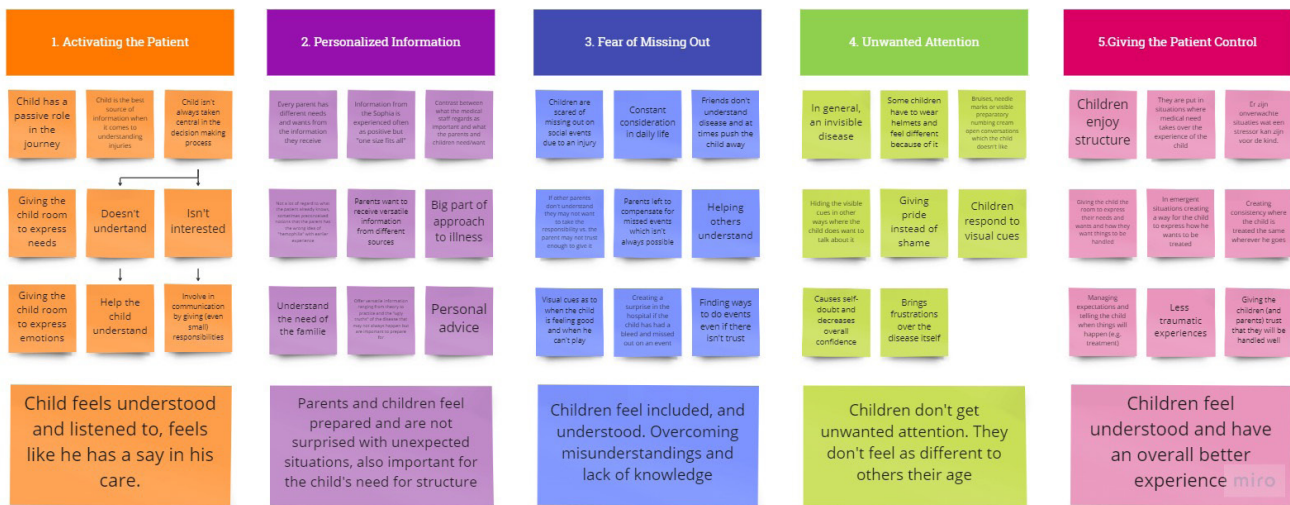 1. Activating the Patient
Child has a
passive role in
the journey
Child is the best
source of
information when it
comes to
understanding
injuries
Child isn't
always taken
central in the
decision making
process
Giving the
child room
to express
needs
Doesn't
undertand
Isn't
interested
Giving the
child room
to express
emotions
Help the
child
understand
Involve in
communication
by giving (even
small)
responsibilities
Child feels understood
and listened to, feels
like he has a say in his
care.
2. Personalized Information
Every parent has
different needs and
wants from the
information they
receive
Information from
the Sophia is
experienced often
as positive but
"one size fits all"
Contrast between
what the medical
staff regards as
important and what
the parents and
children need/want
Parents want to
receive versatile
information
from different
sources
Big part of
approach
to illness
Understand
the need of
the familie
Offer versatile information
ranging from theory to
practice and the "ugly
truths" of the disease that
may not always happen but
are important to prepare
for
Personal
advice
Parents and children feel
prepared and are not
surprised with unexpected
situations, also important for
the child's need for structure
3. Fear of Missing Out
Children are
scared of
missing out on
social events
due to an injury
Constant
consideration
in daily life
Friends don't
understand
disease and at
times push the
child away
If other parents
don't understand
they may not want
to take the
responsibility vs. the
parent may not trust
enough to give it
Parents left to
compensate for
missed events
which isn't
always possible
Helping
others
understand
Visual cues as to
when the child
is feeling good
and when he
can't play
Creating a
surprise in the
hospital if the
child has had a
bleed and missed
out on an event
Finding ways
to do events
even if there
isn't trust
Children feel included, and
understood. Overcoming
misunderstandings and
lack of knowledge
4. Unwanted Attention
In general,
an invisible
disease
Some children
have to wear
helmets and
feel different
because of it
Bruises, needle
marks or visible
preparatory
numbing cream
open conversations
which the child
doesn't like
Hiding the visible
cues in other
ways where the
child does want to
talk about it
Giving
pride
instead of
shame
Children
respond to
visual cues
Causes self-
doubt and
decreases
overall
confidence
Brings
frustrations
over the
disease itself
Children don't get
unwanted attention. They
don't feel as different to
others their age
5.Giving the Patient Control
Children
enjoy
structure
They are put in
situations where
medical need
takes over the
experience of the
child
Er zijn
onverwachte
situaties wat een
stressor kan zijn
voor de kind.
Giving the child the
room to express
their needs and
wants and how they
want things to be
handled
In emergent
situations creating
a way for the child
to express how he
wants to be
treated
Creating
consistency where
the child is
treated the same
wherever he goes
Managing
expectations and
telling the child
when things will
happen (e.g.
treatment)
Less
traumatic
experiences
Giving the
children (and
parents) trust
that they will be
handled well
Children feel
understood and have
an overall better
experience
miro